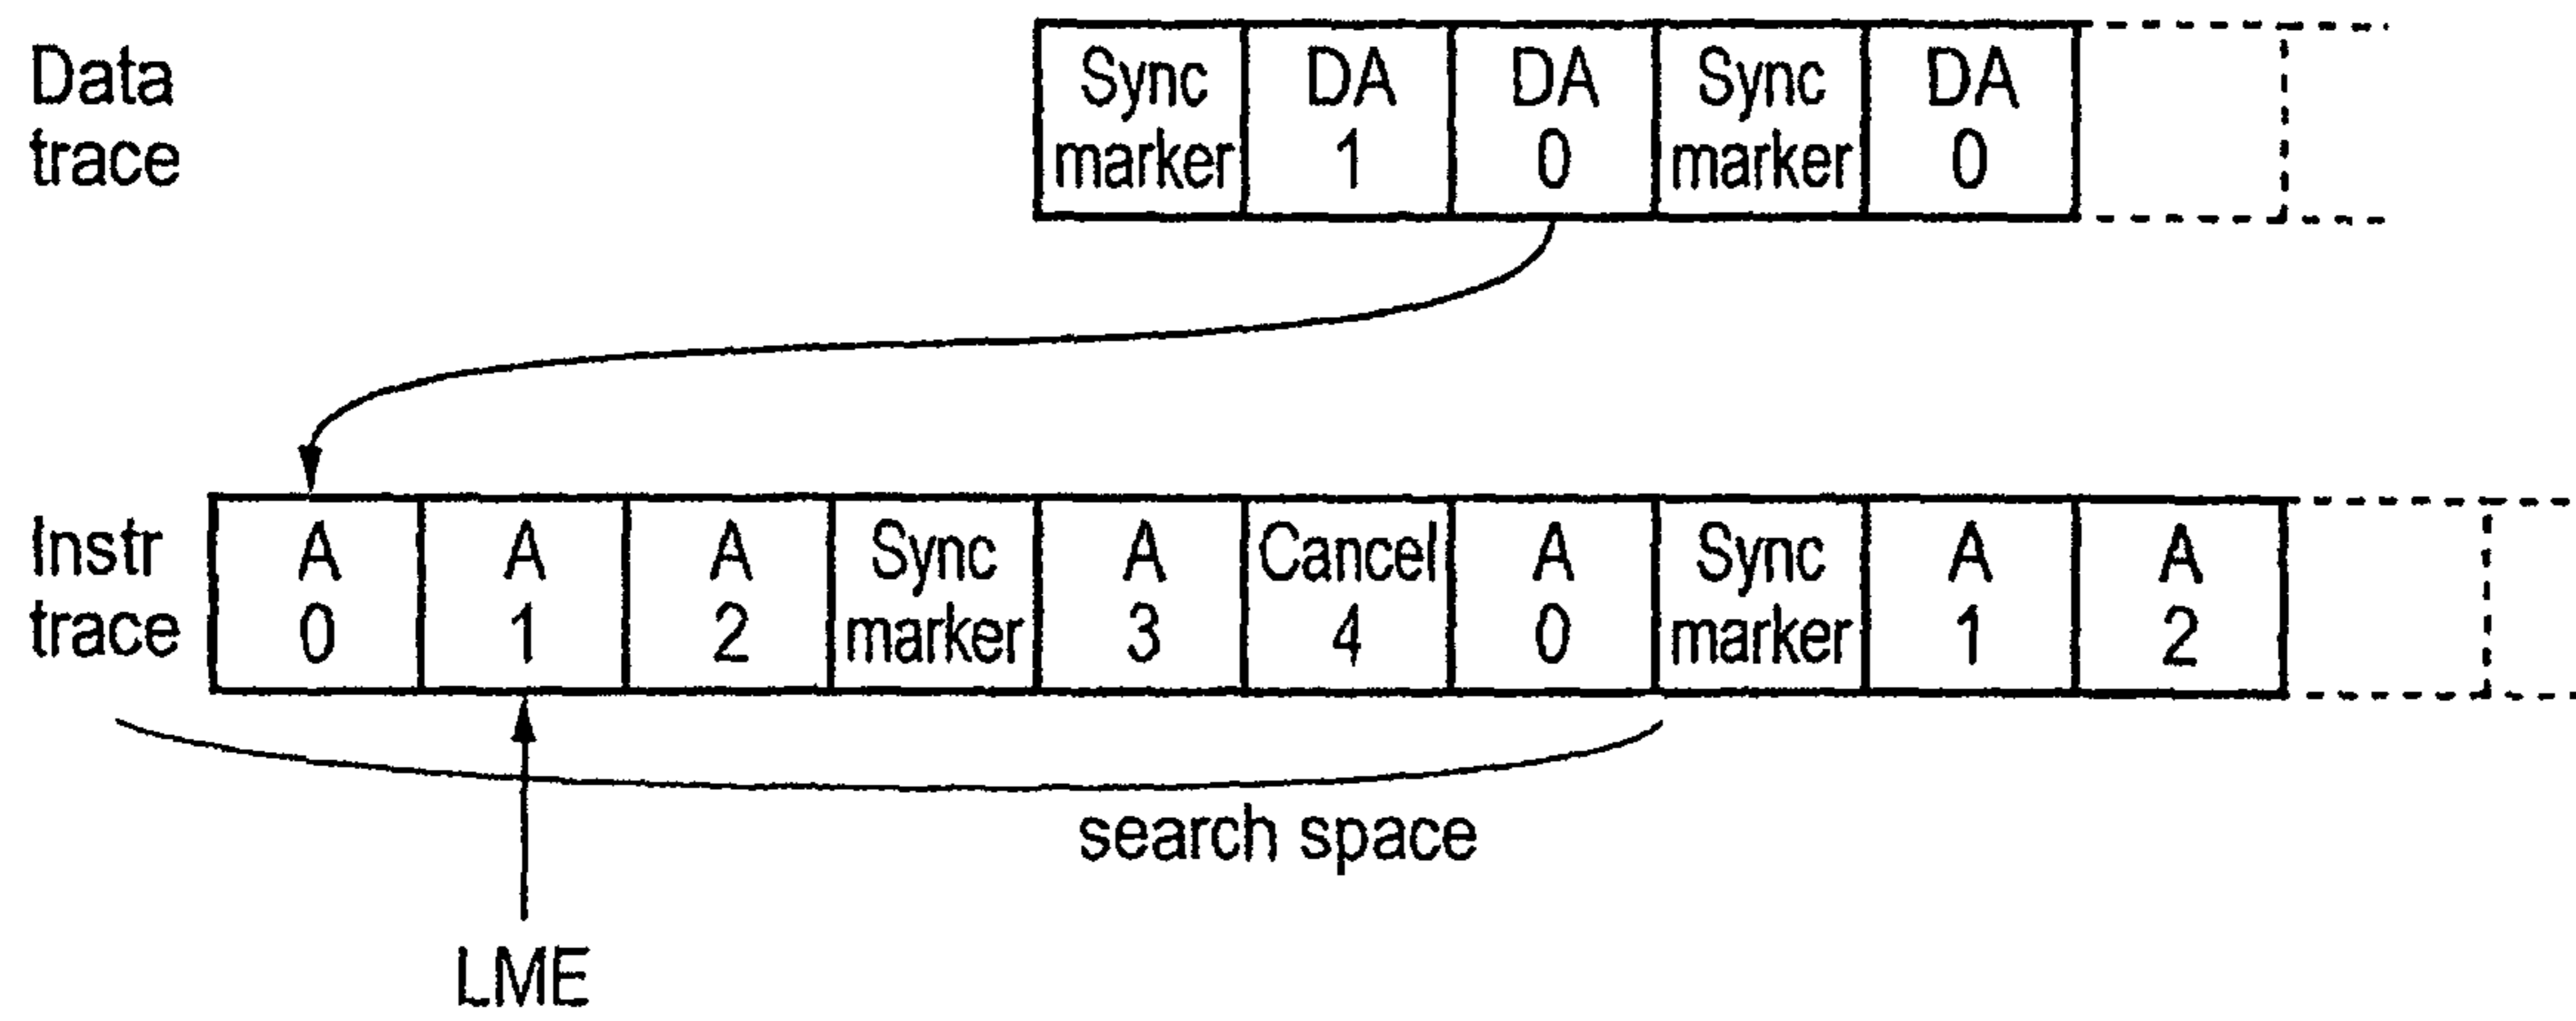 Data trace
Sync marker
DA 1
DA 0
Sync marker
DA 0
Instr trace
A 0
A 1
A 2
Sync marker
A 3
Cancel 4
A 0
Sync marker
A 1
A 2
search space
LME